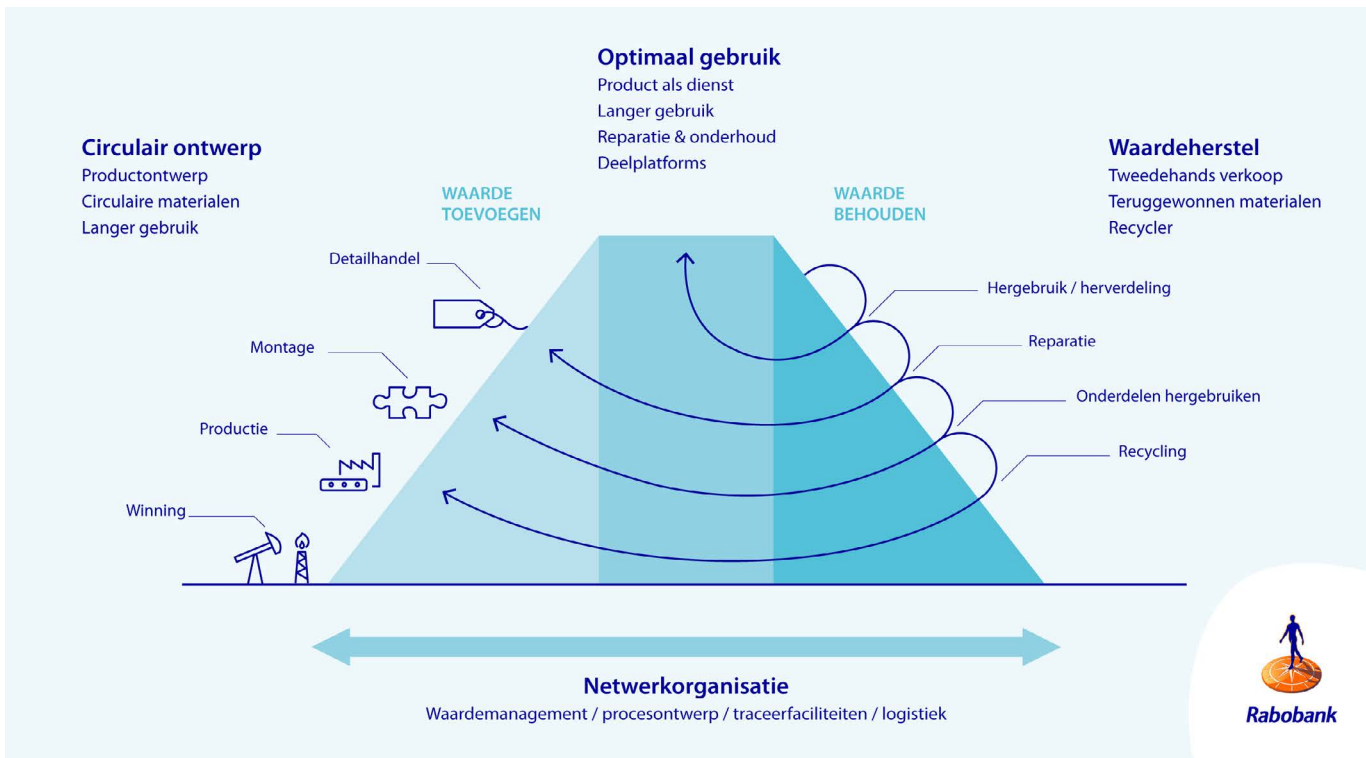 Optimaal gebruik
Product als dienst
Langer gebruik
Reparatie & onderhoud
Deelplatforms
Circulair ontwerp
Productontwerp
Circulaire materialen
Langer gebruik
Waardeherstel
Tweedehands verkoop
Teruggewonnen materialen
Recycler
WAARDE
TOEVOEGEN
WAARDE
BEHOUDEN
Detailhandel
Montage
Productie
Winning
Hergebruik / herverdeling
Reparatie
Onderdelen hergebruiken
Recycling
Netwerkorganisatie
Waardemanagement / procesontwerp / traceerfaciliteiten / logistiek
Rabobank